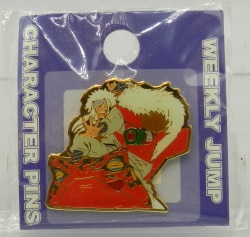 WEEKLY JUMP
CHARACTER PINS